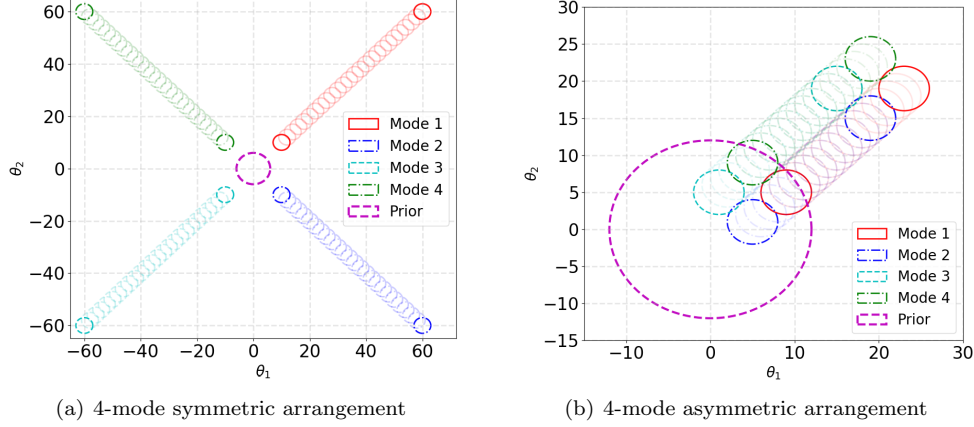 60
40
20
0
−20
−40
−60
θ2
−60 −40 −20 0 20 40 60
θ1
Mode 1
Mode 2
Mode 3
Mode 4
Prior
(a) 4-mode symmetric arrangement
30
25
20
15
10
5
0
−5
−10
−15
θ2
−10 0 10 20 30
θ1
Mode 1
Mode 2
Mode 3
Mode 4
Prior
(b) 4-mode asymmetric arrangement